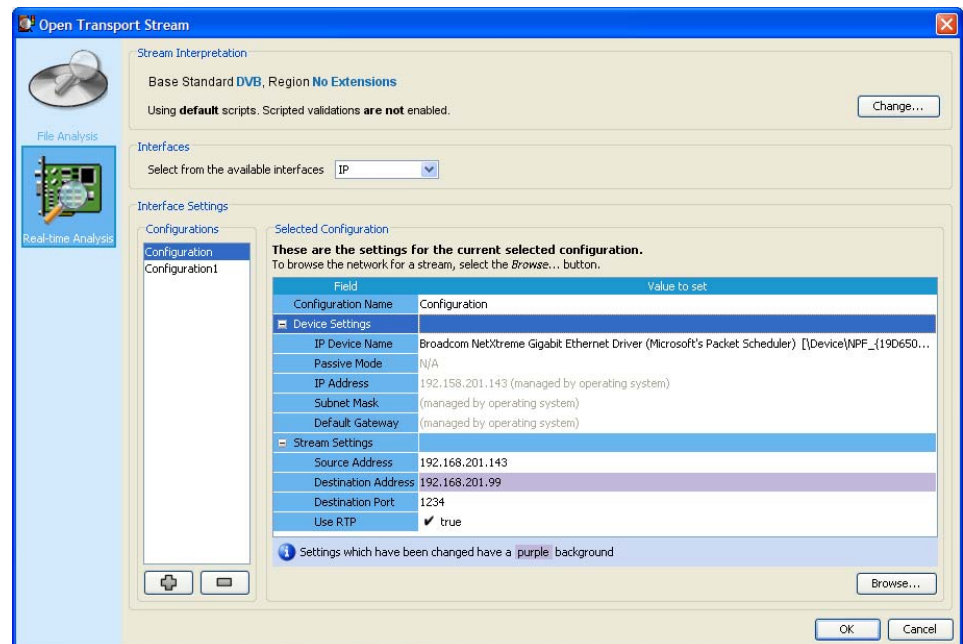 Open Transport Stream
File Analysis
Real-time Analysis
Stream Interpretation
Base Standard DVB, Region No Extensions
Using default scripts. Scripted validations are not enabled.
Change...
Interfaces
Select from the available interfaces IP
Interface Settings
Configurations
Configuration
Configuration1
Selected Configuration
These are the settings for the current selected configuration.
To browse the network for a stream, select the Browse... button.
Field Value to set
Configuration Name Configuration
Device Settings
IP Device Name Broadcom NetXtreme Gigabit Ethernet Driver (Microsoft's Packet Scheduler) [\Device\NPF_{19D650...
Passive Mode N/A
IP Address 192.158.201.143 (managed by operating system)
Subnet Mask (managed by operating system)
Default Gateway (managed by operating system)
Stream Settings
Source Address 192.168.201.143
Destination Address 192.168.201.99
Destination Port 1234
Use RTP ✔ true
Settings which have been changed have a purple background
Browse...
OK Cancel